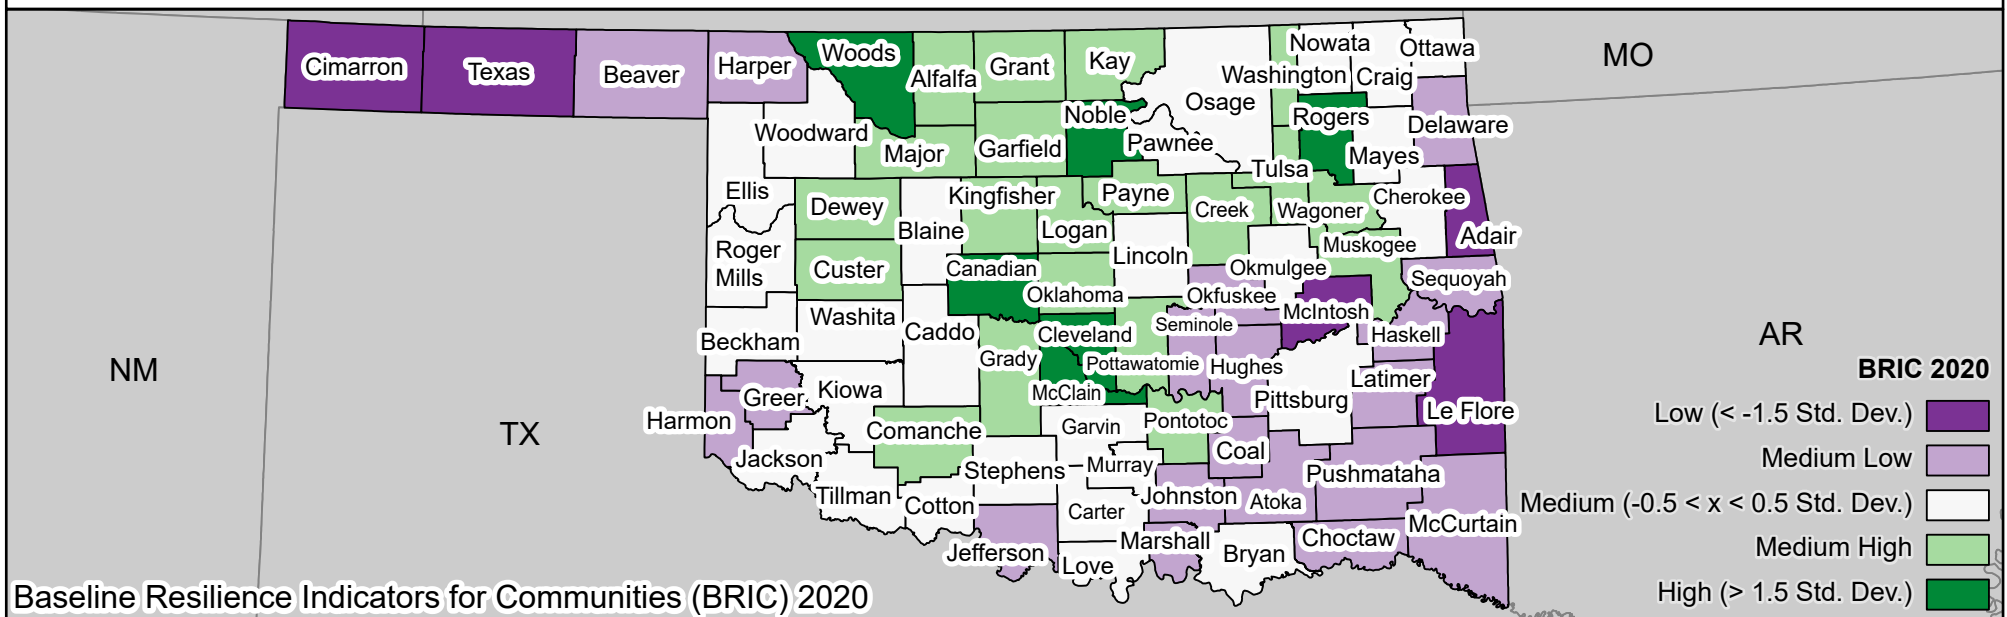 Cimarron
Texas
Beaver
Harper
Woods
Alfalfa
Grant
Kay
Nowata
Ottawa
Washington
Craig
MO
Osage
Noble
Rogers
Delaware
Woodward
Major
Garfield
Pawnee
Mayes
Tulsa
Ellis
Dewey
Kingfisher
Payne
Creek
Wagoner
Cherokee
Blaine
Logan
Adair
Roger
Mills
Custer
Canadian
Lincoln
Muskogee
Okmulgee
Sequoyah
Oklahoma
Okfuskee
McIntosh
Washita
Caddo
Cleveland
Seminole
Haskell
Beckham
Grady
Pottawatomie
Hughes
AR
NM
Latimer
BRIC 2020
Greer
Kiowa
McClain
Pittsburg
Harmon
TX
Comanche
Garvin
Pontotoc
Le Flore
Low (< -1.5 Std. Dev.)
Jackson
Stephens
Murray
Coal
Pushmataha
Medium Low
Tillman
Cotton
Carter
Johnston
Atoka
Medium (-0.5 < x < 0.5 Std. Dev.)
McCurtain
Jefferson
Love
Marshall
Bryan
Choctaw
Medium High
High (> 1.5 Std. Dev.)
Baseline Resilience Indicators for Communities (BRIC) 2020